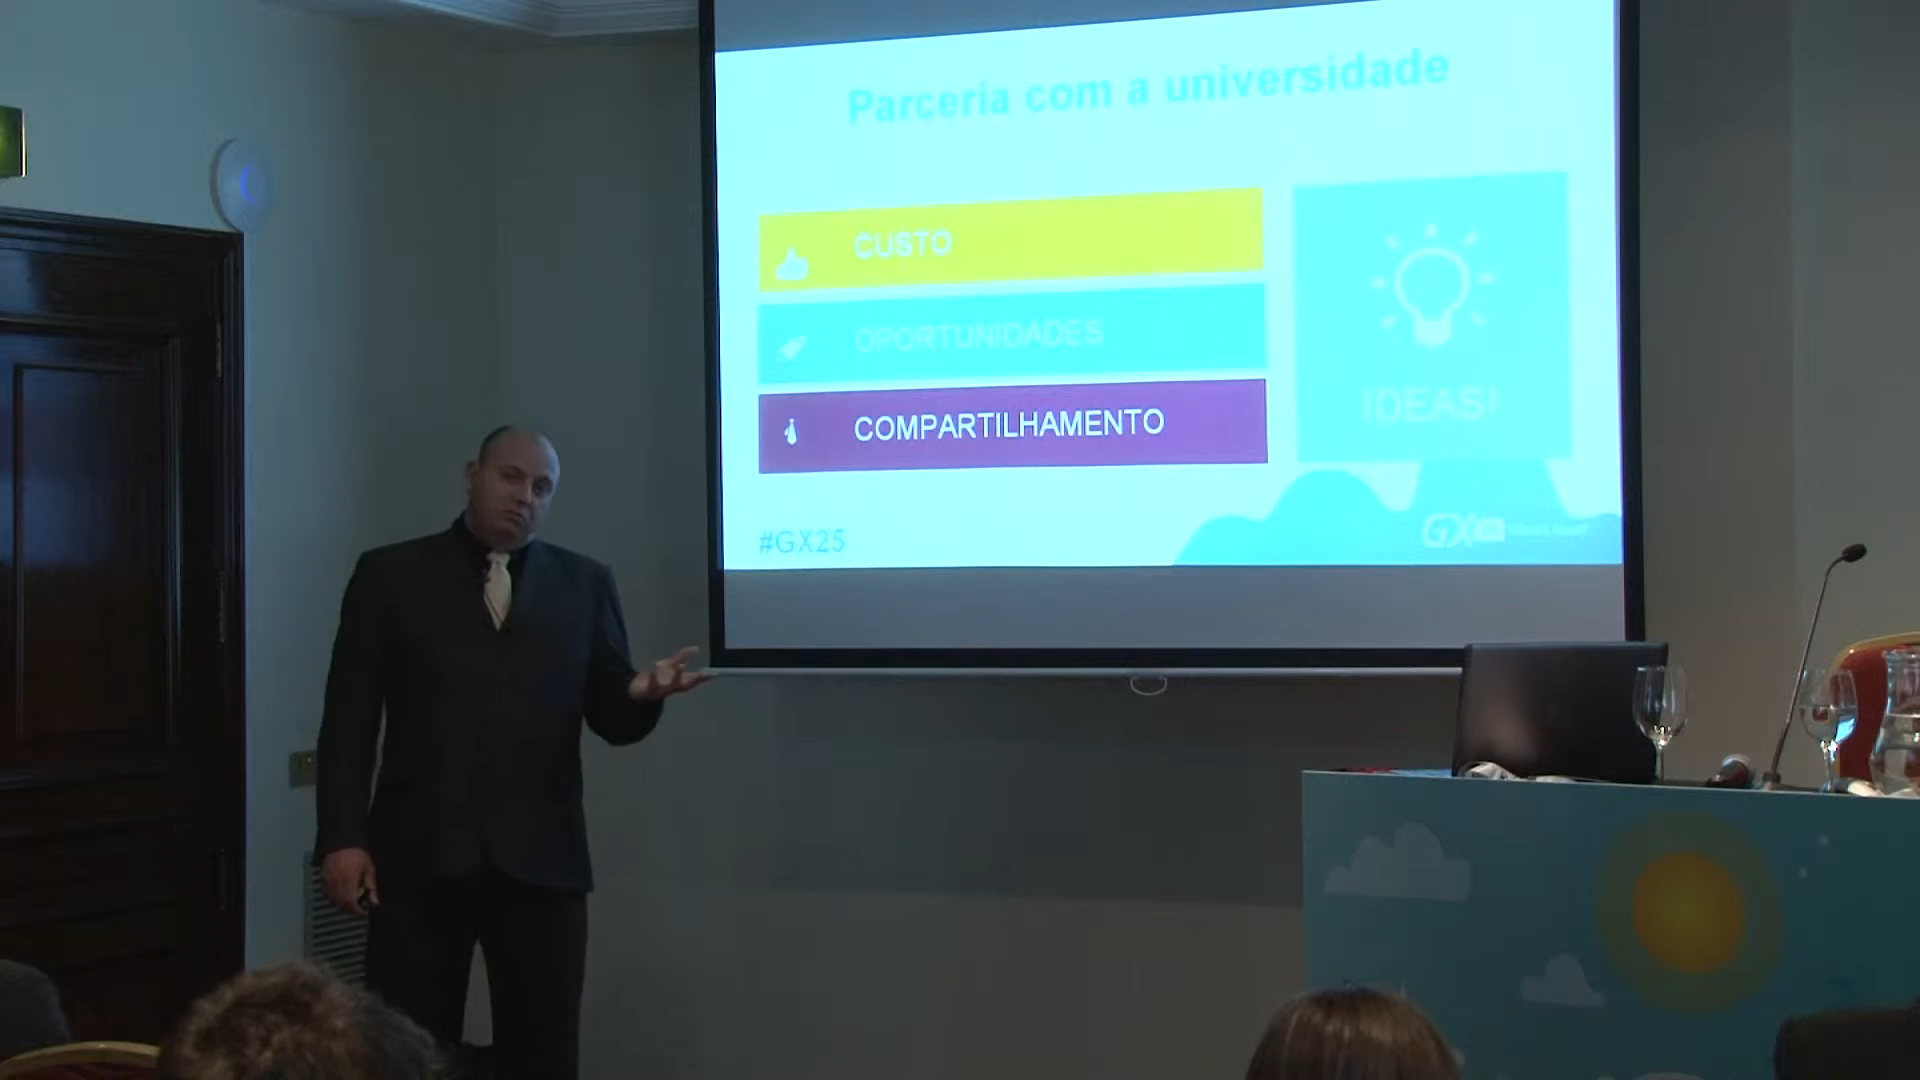 Parceria com a universidade
CUSTO
OPORTUNIDADES
COMPARTILHAMENTO
IDEAS!
#GX25
GX